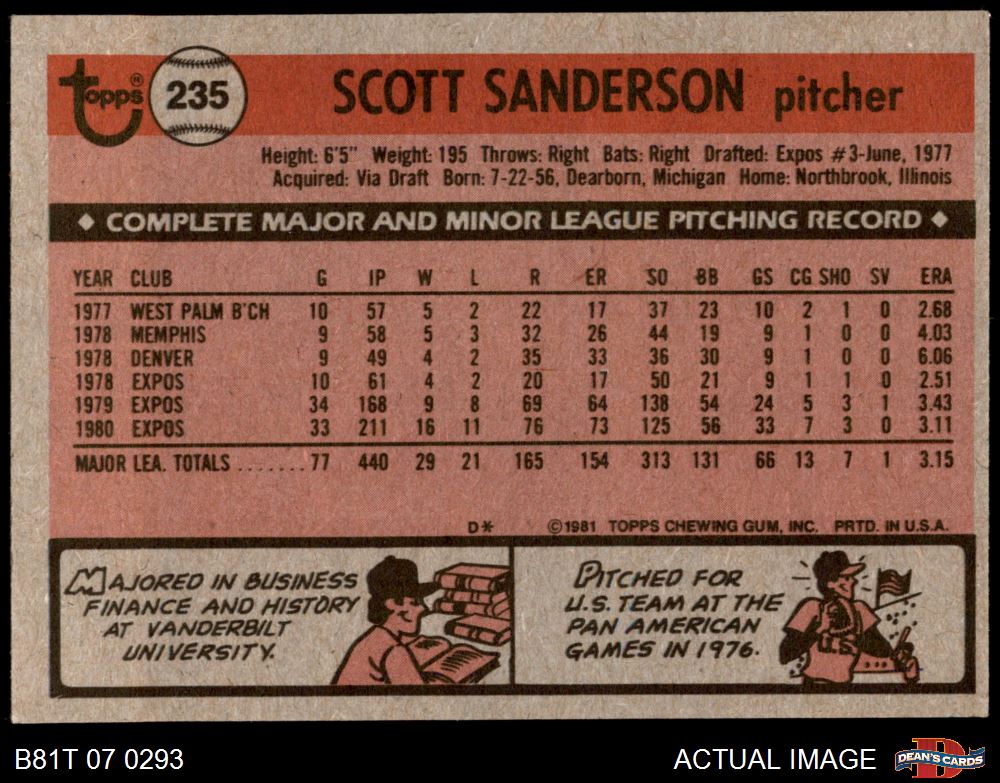 topps® 235 SCOTT SANDERSON pitcher
Height: 6'5" Weight: 195 Throws: Right Bats: Right Drafted: Expos #3-June, 1977
Acquired: Via Draft Born: 7-22-56, Dearborn, Michigan Home: Northbrook, Illinois
◆ COMPLETE MAJOR AND MINOR LEAGUE PITCHING RECORD ◆
YEAR CLUB G IP W L R ER SO BB GS CG SHO SV ERA
1977 WEST PALM B'CH 10 57 5 2 22 17 37 23 10 2 1 0 2.68
1978 MEMPHIS 9 58 5 3 32 26 44 19 9 1 0 0 4.03
1978 DENVER 9 49 4 2 35 33 36 30 9 1 0 0 6.06
1978 EXPOS 10 61 4 2 20 17 50 21 9 1 1 0 2.51
1979 EXPOS 34 168 9 8 69 64 138 54 24 5 3 1 3.43
1980 EXPOS 33 211 16 11 76 73 125 56 33 7 3 0 3.11
MAJOR LEA. TOTALS ....... 77 440 29 21 165 154 313 131 66 13 7 1 3.15
D* ©1981 TOPPS CHEWING GUM, INC. PRTD. IN U.S.A.
MAJORED IN BUSINESS
FINANCE AND HISTORY
AT VANDERBILT
UNIVERSITY.
PITCHED FOR
U.S. TEAM AT THE
PAN AMERICAN
GAMES IN 1976.
U.S.
B81T 07 0293 ACTUAL IMAGE DEAN'S CARDS